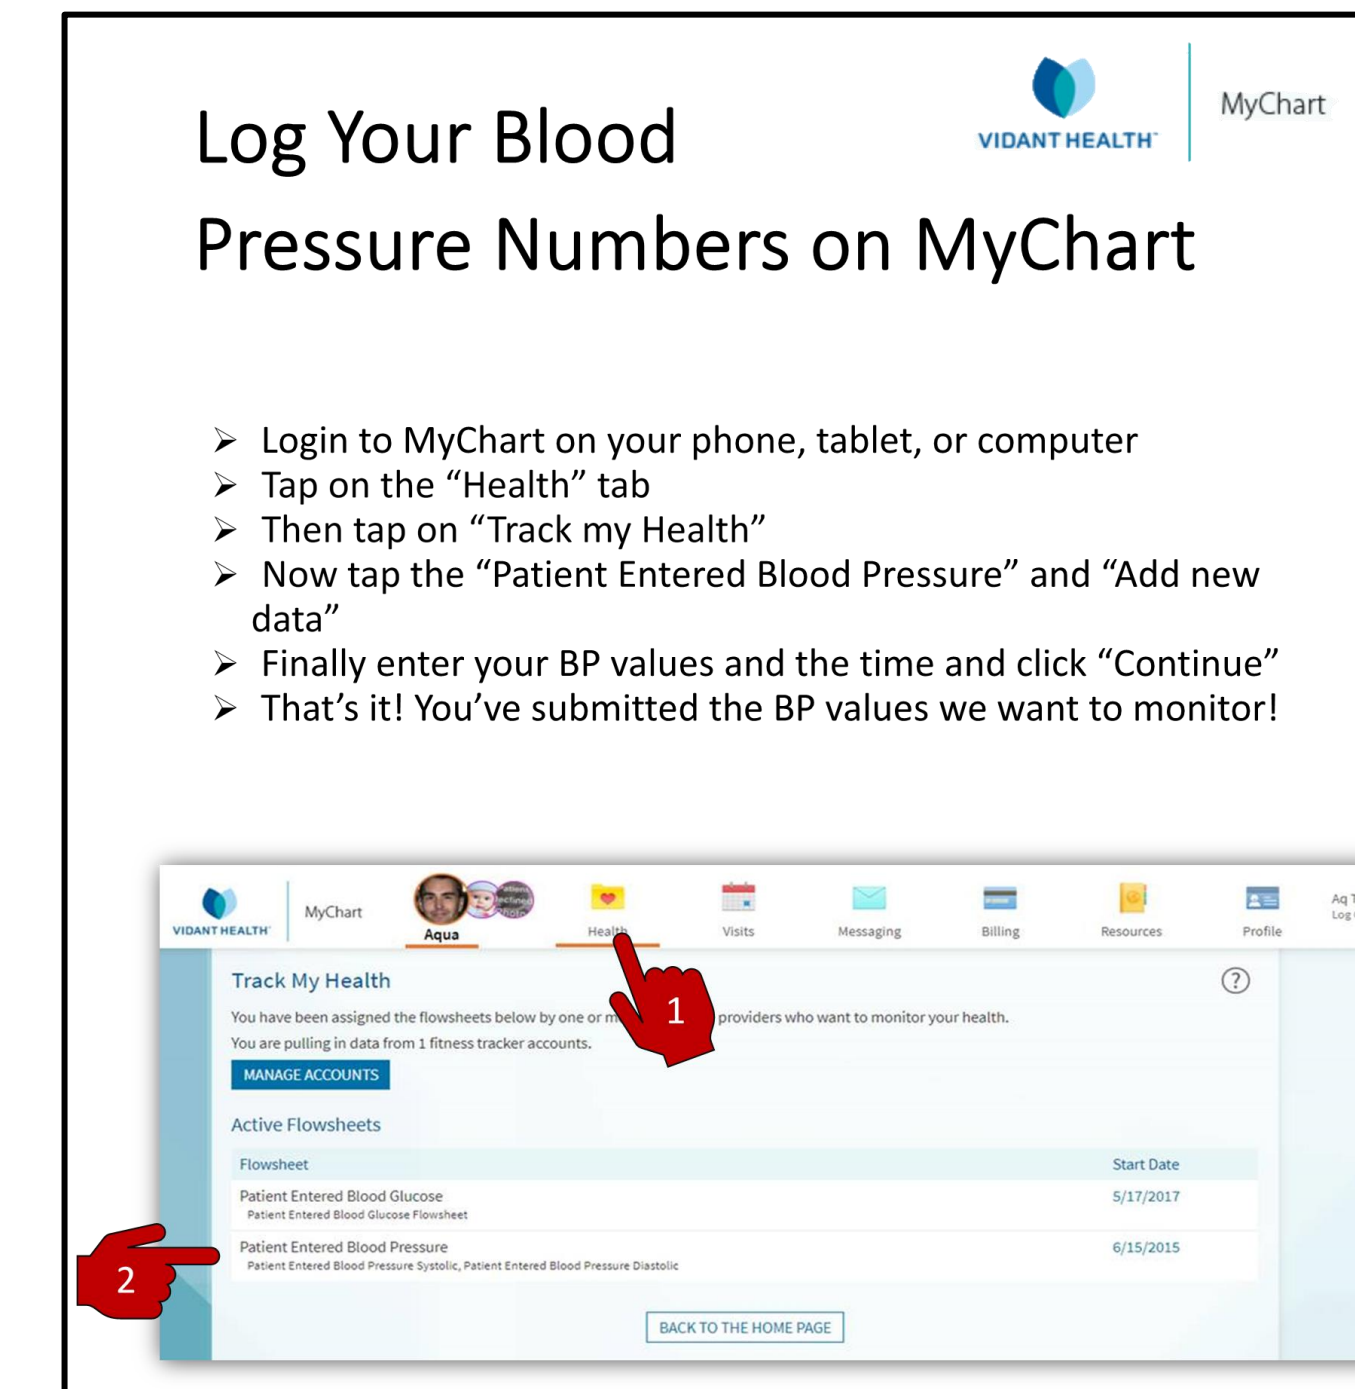 Log Your Blood
Pressure Numbers on MyChart
VIDANT HEALTH™
MyChart
➢ Login to MyChart on your phone, tablet, or computer
➢ Tap on the “Health” tab
➢ Then tap on “Track my Health”
➢ Now tap the “Patient Entered Blood Pressure” and “Add new
data”
➢ Finally enter your BP values and the time and click “Continue”
➢ That’s it! You’ve submitted the BP values we want to monitor!
VIDANT HEALTH™
MyChart
Aqua
Health
Visits
Messaging
Billing
Resources
Profile
Aq
Log
Track My Health
You have been assigned the flowsheets below by one or providers who want to monitor your health.
You are pulling in data from 1 fitness tracker accounts.
MANAGE ACCOUNTS
Active Flowsheets
Flowsheet Start Date
Patient Entered Blood Glucose 5/17/2017
Patient Entered Blood Glucose Flowsheet
Patient Entered Blood Pressure 6/15/2015
Patient Entered Blood Pressure Systolic, Patient Entered Blood Pressure Diastolic
BACK TO THE HOME PAGE
1
2
?